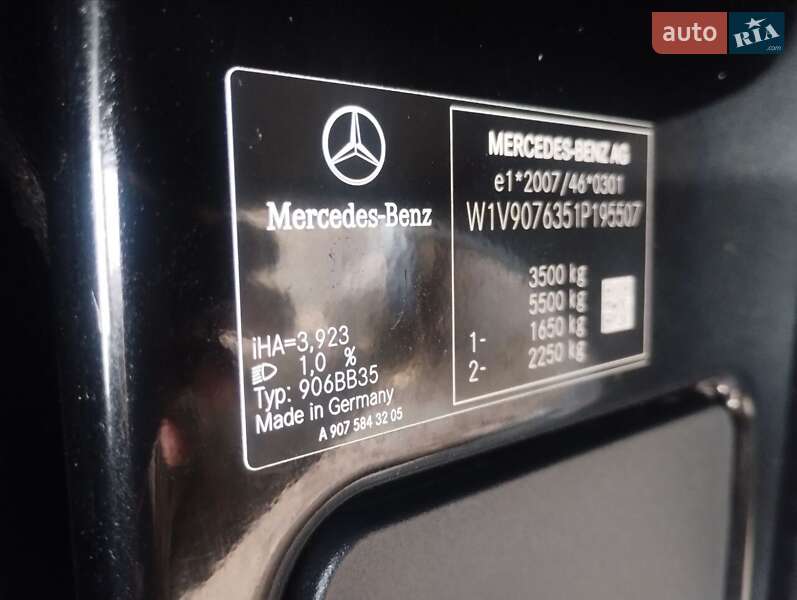 auto RIA .com
Mercedes-Benz
iHA=3,923
1,0 %
Typ: 906BB35
Made in Germany
A 907 584 32 05
MERCEDES-BENZ AG
e1*2007/46*0301
W1V9076351P195507
3500 kg
5500 kg
1- 1650 kg
2- 2250 kg